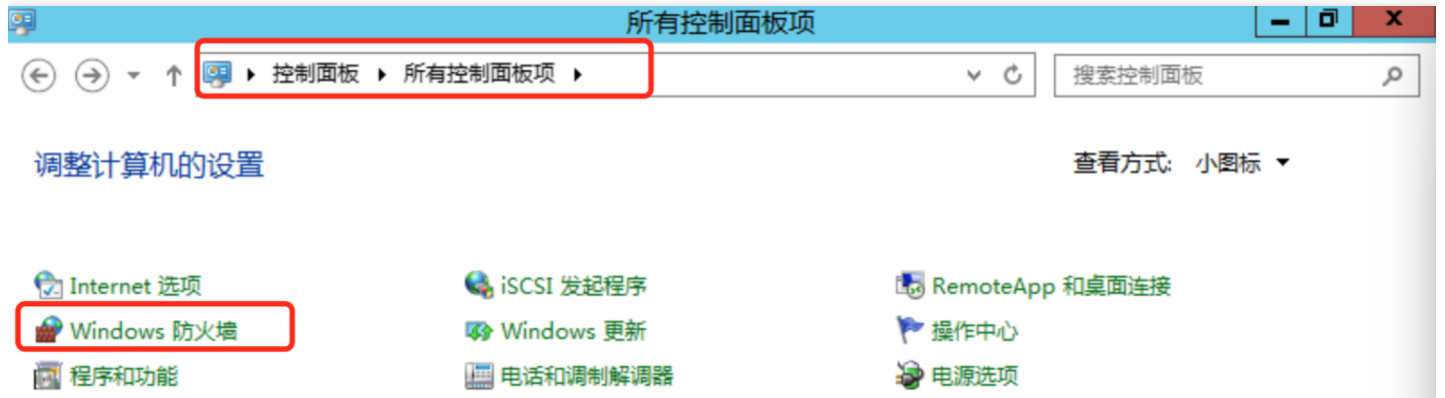 所有控制面板项
控制面板 所有控制面板项 搜索控制面板
调整计算机的设置 查看方式: 小图标
Internet 选项 iSCSI 发起程序 RemoteApp 和桌面连接
Windows 防火墙 Windows 更新 操作中心
程序和功能 电话和调制解调器 电源选项